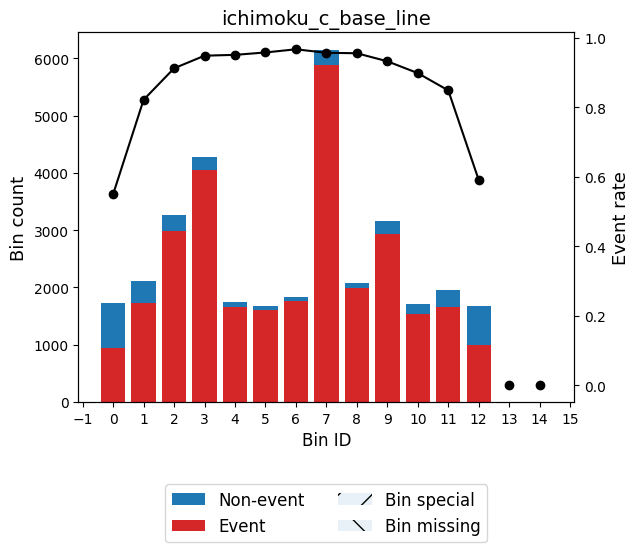 ichimoku_c_base_line
6000
5000
4000
3000
2000
1000
0
Bin count
1.0
0.8
0.6
0.4
0.2
0.0
Event rate
−1 0 1 2 3 4 5 6 7 8 9 10 11 12 13 14 15
Bin ID
Non-event Bin special
Event Bin missing